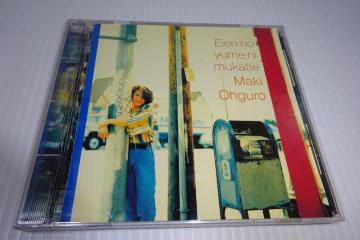 Eien no
yume ni
mukatte
Maki
Ohguro